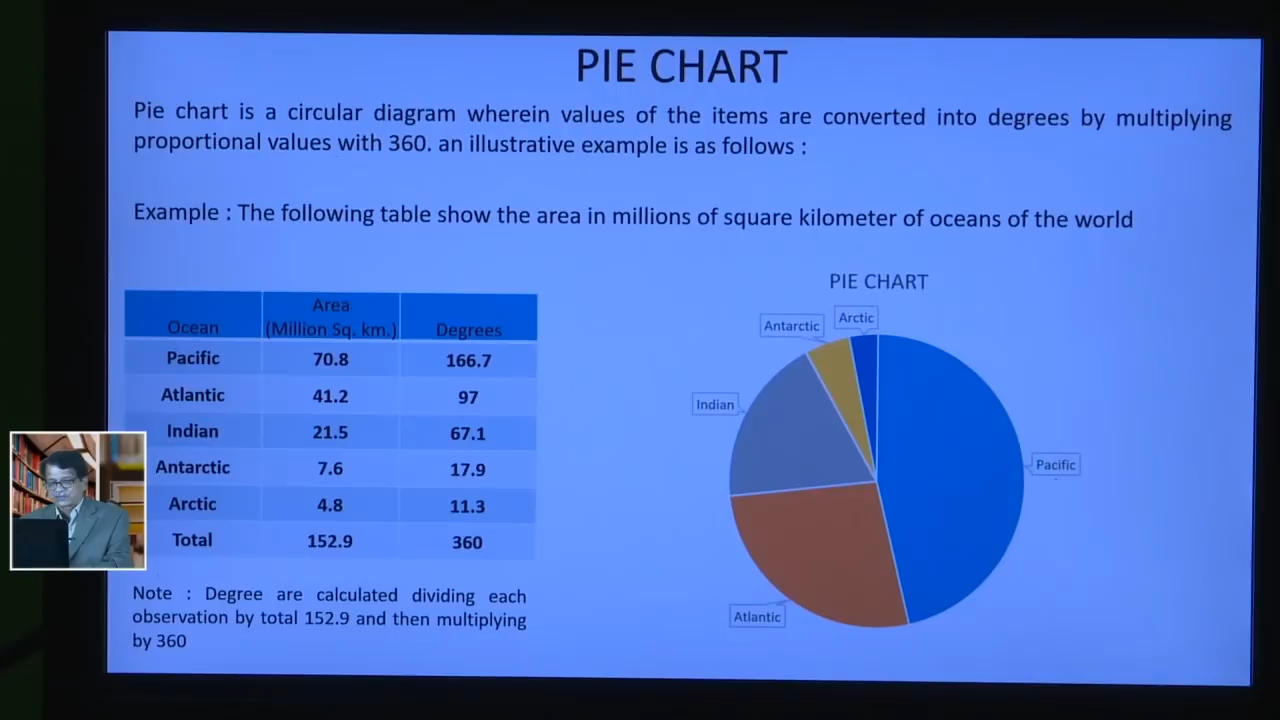 PIE CHART
Pie chart is a circular diagram wherein values of the items are converted into degrees by multiplying
proportional values with 360. an illustrative example is as follows :
Example : The following table show the area in millions of square kilometer of oceans of the world
Ocean Area (Million Sq. km.) Degrees
Pacific 70.8 166.7
Atlantic 41.2 97
Indian 21.5 67.1
Antarctic 7.6 17.9
Arctic 4.8 11.3
Total 152.9 360
Note : Degree are calculated dividing each
observation by total 152.9 and then multiplying
by 360
PIE CHART
Arctic
Antarctic
Indian
Pacific
Atlantic